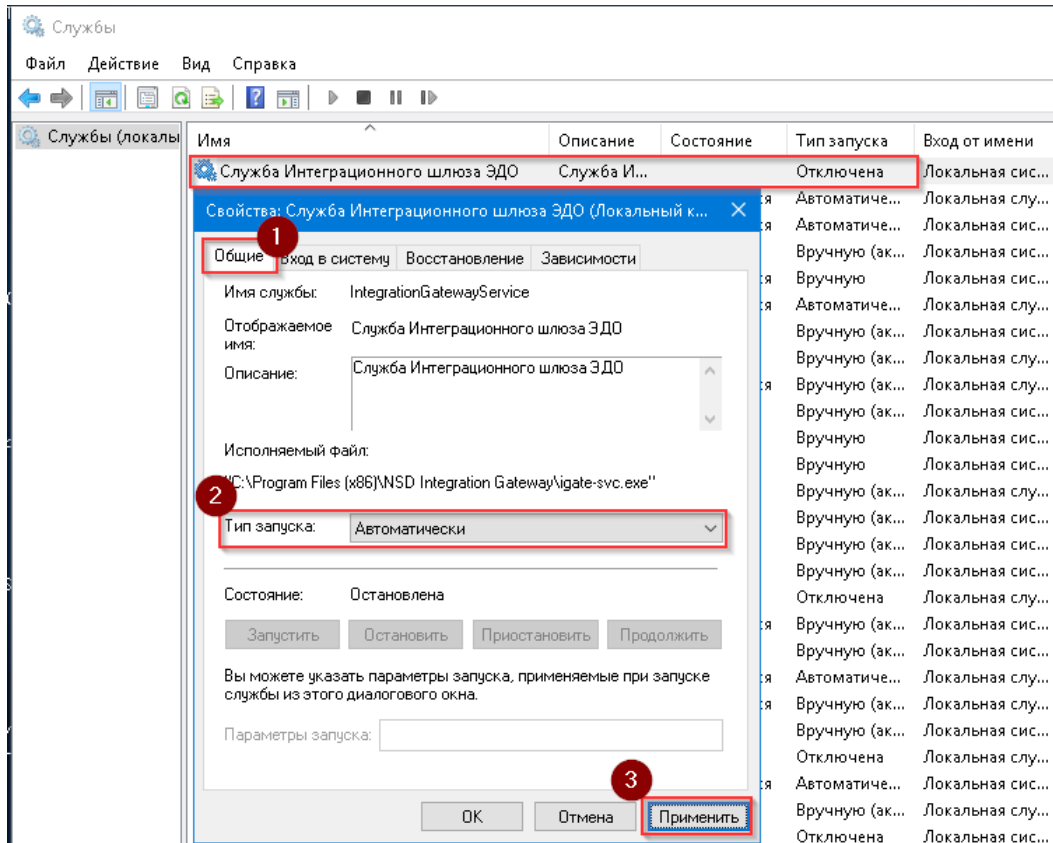 Службы
Файл Действие Вид Справка
Службы (локалы
Имя Описание Состояние Тип запуска Вход от имени
Служба Интеграционного шлюза ЭДО Служба И... Отключена Локальная сис...
Свойства: Служба Интеграционного шлюза ЭДО (Локальный к...
я Автоматиче... Локальная слу...
1
я Автоматиче... Локальная сис...
Общие Вход в систему Восстановление Зависимости
Вручную (ак... Локальная сис...
Имя службы: IntegrationGatewayService
я Вручную Локальная сис...
я Автоматиче... Локальная слу...
Отображаемое имя: Служба Интеграционного шлюза ЭДО
Вручную (ак... Локальная сис...
Вручную (ак... Локальная слу...
Описание: Служба Интеграционного шлюза ЭДО
я Вручную (ак... Локальная слу...
Вручную (ак... Локальная сис...
Исполняемый файл:
Вручную Локальная сис...
Вручную Локальная слу...
"C:\Program Files (x86)\NSD Integration Gateway\igate-svc.exe"
2
Вручную (ак... Локальная сис...
Тип запуска: Автоматически
Вручную (ак... Локальная сис...
Вручную (ак... Локальная сис...
Вручную (ак... Локальная сис...
Состояние: Остановлена
Отключена Локальная слу...
Запустить Остановить Приостановить Продолжить
я Вручную (ак... Локальная сис...
Вручную (ак... Локальная сис...
Вы можете указать параметры запуска, применяемые при запуске
службы из этого диалогового окна.
я Автоматиче... Локальная слу...
я Вручную (ак... Локальная слу...
Параметры запуска:
Вручную (ак... Локальная сис...
Отключена Локальная слу...
3
я Автоматиче... Локальная сис...
OK Отмена Применить
Вручную (ак... Локальная слу...
Отключена Локальная сис...